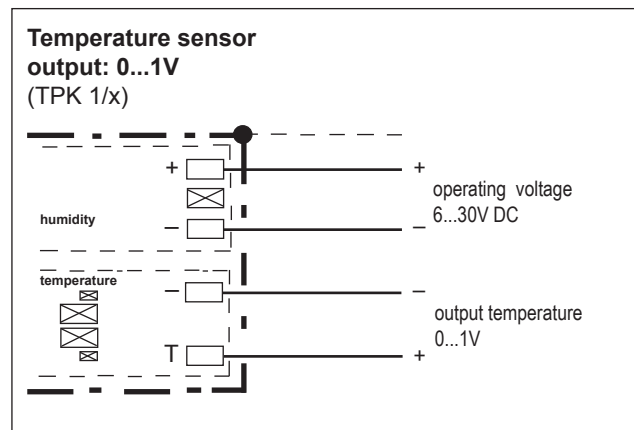 Temperature sensor
output: 0...1V
(TPK 1/x)
+ +
operating voltage
6...30V DC
humidity
– –
temperature
– –
output temperature
0...1V
T +